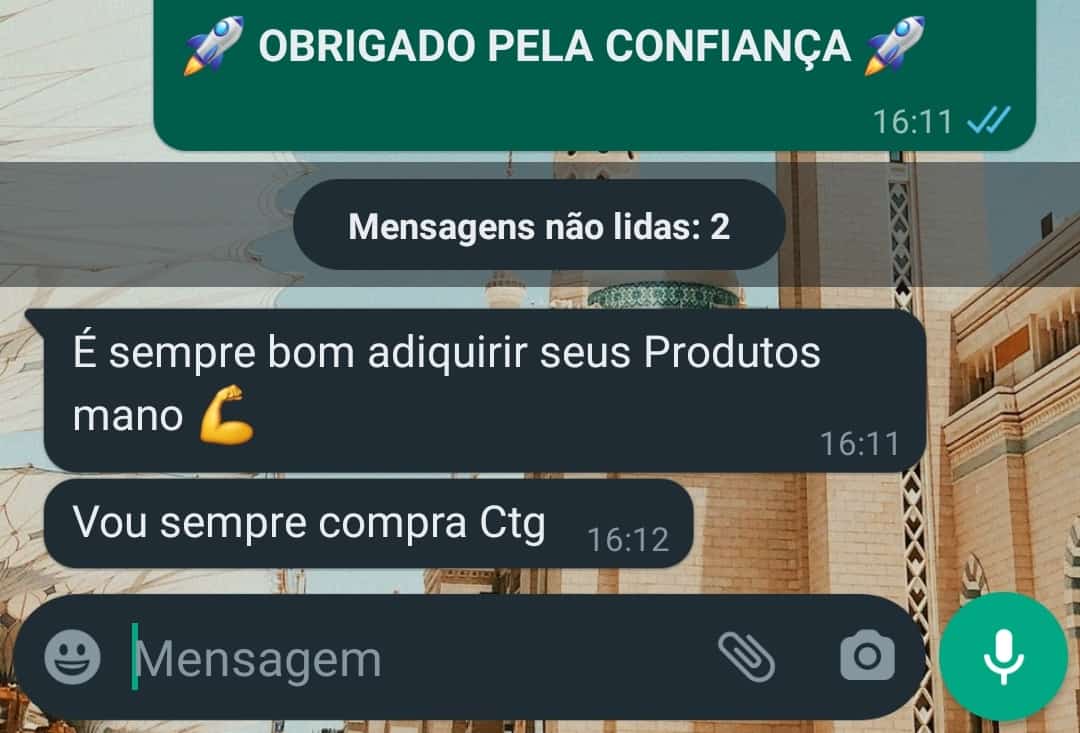 🚀 OBRIGADO PELA CONFIANÇA 🚀
16:11
Mensagens não lidas: 2
É sempre bom adiquirir seus Produtos
mano 💪
16:11
Vou sempre compra Ctg 16:12
Mensagem